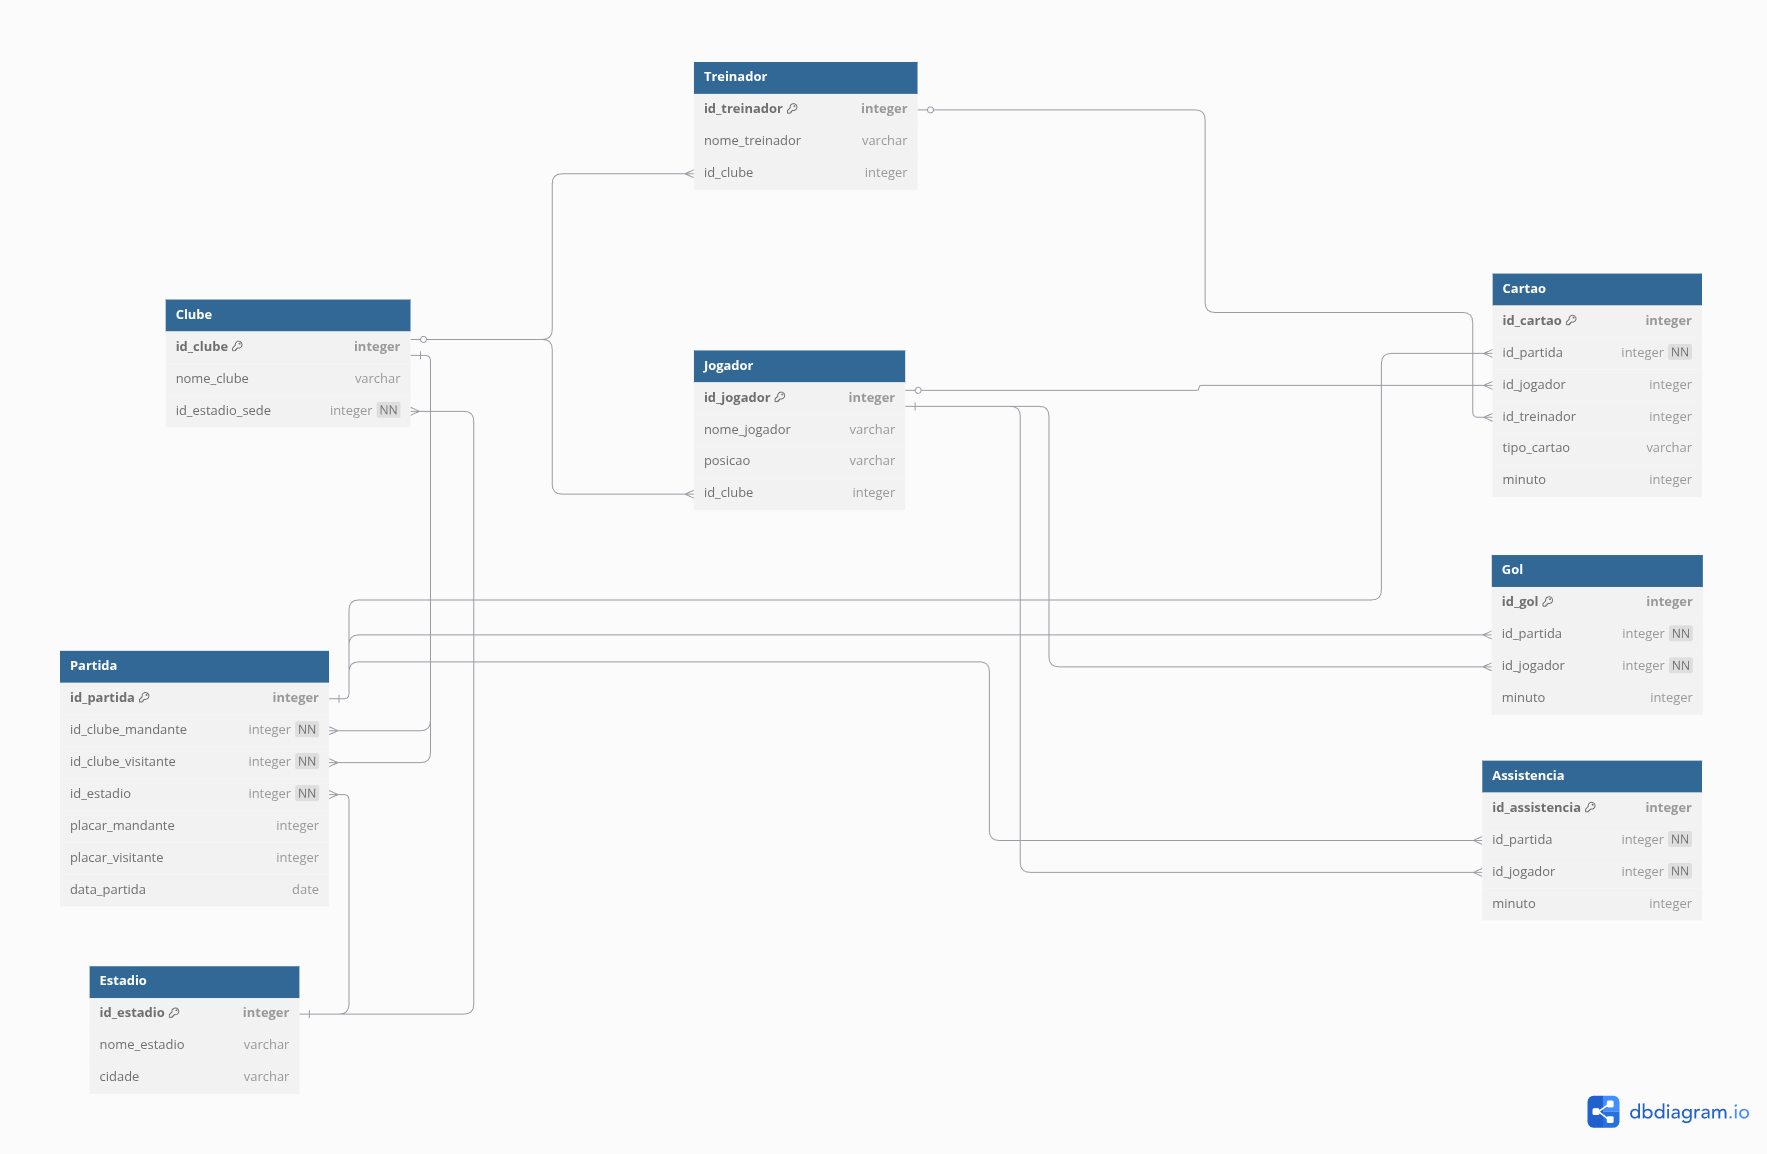 Treinador
id_treinador integer
nome_treinador varchar
id_clube integer
Clube
id_clube integer
nome_clube varchar
id_estadio_sede integer NN
Jogador
id_jogador integer
nome_jogador varchar
posicao varchar
id_clube integer
Cartao
id_cartao integer
id_partida integer NN
id_jogador integer
id_treinador integer
tipo_cartao varchar
minuto integer
Gol
id_gol integer
id_partida integer NN
id_jogador integer NN
minuto integer
Partida
id_partida integer
id_clube_mandante integer NN
id_clube_visitante integer NN
id_estadio integer NN
placar_mandante integer
placar_visitante integer
data_partida date
Assistencia
id_assistencia integer
id_partida integer NN
id_jogador integer NN
minuto integer
Estadio
id_estadio integer
nome_estadio varchar
cidade varchar
dbdiagram.io